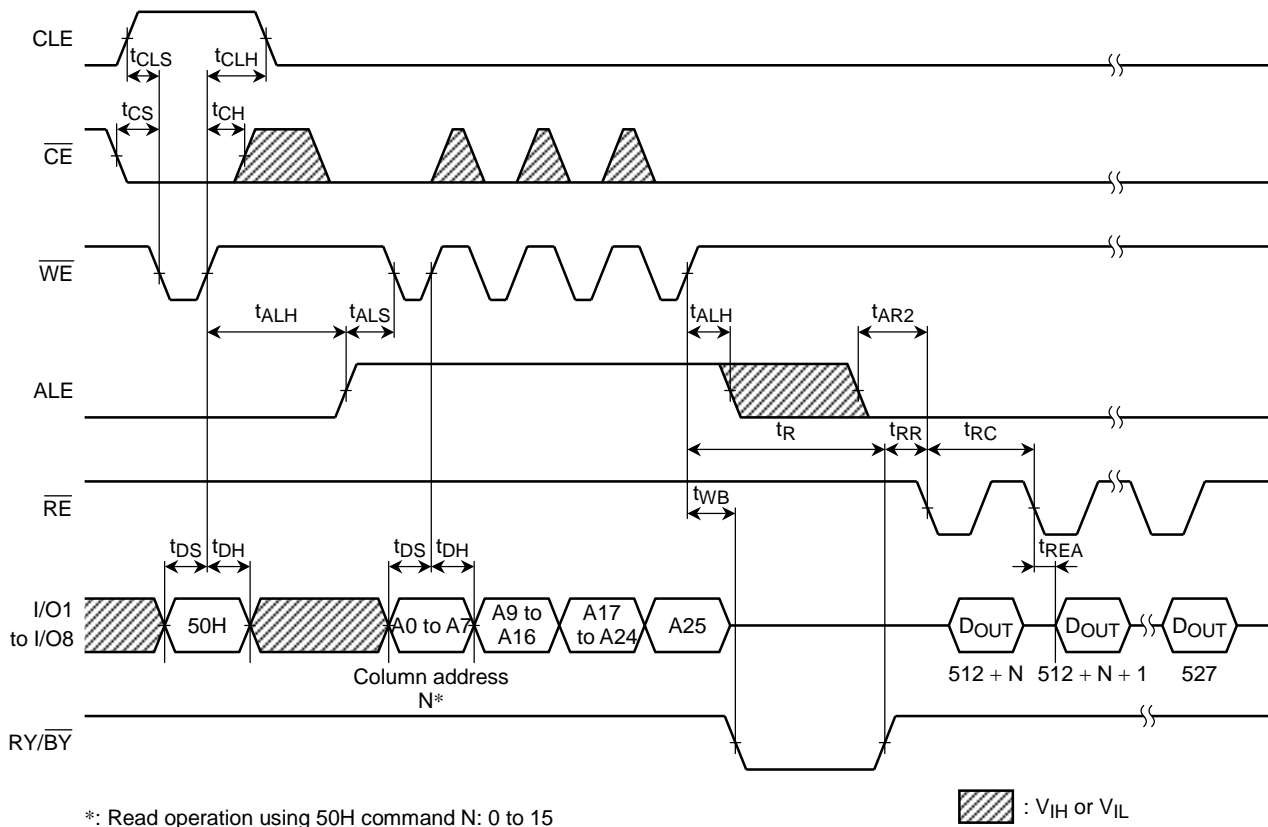 CLE
tCLS
tCLH
tCS
tCH
CE
WE
tALH
tALS
tALH
tAR2
ALE
tR
tRR
tRC
RE
tWB
tDS
tDH
tDS
tDH
tREA
I/O1
to I/O8
50H
A0 to A7
A9 to
A16
A17
to A24
A25
DOUT
DOUT
DOUT
Column address
N*
512 + N
512 + N + 1
527
RY/BY
*: Read operation using 50H command N: 0 to 15
: VIH or VIL